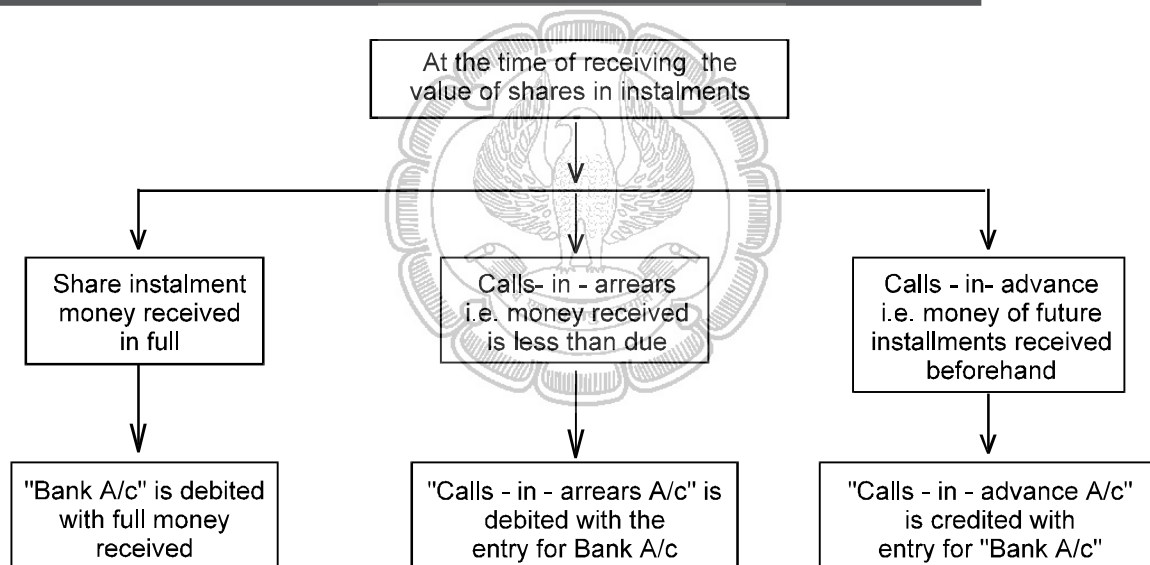 At the time of receiving the
value of shares in instalments
Share instalment
money received
in full
Calls- in - arrears
i.e. money received
is less than due
Calls - in- advance
i.e. money of future
installments received
beforehand
"Bank A/c" is debited
with full money
received
"Calls - in - arrears A/c" is
debited with the
entry for Bank A/c
"Calls - in - advance A/c"
is credited with
entry for "Bank A/c"